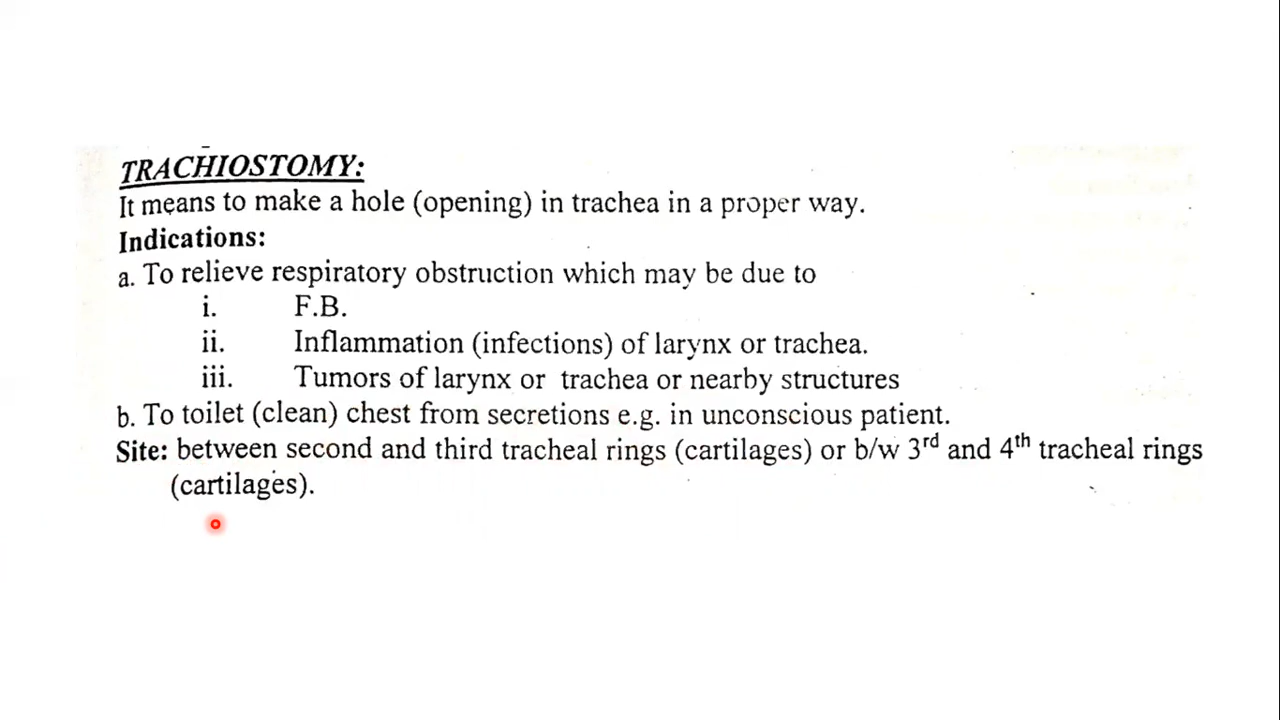 TRACHIOSTOMY:
It means to make a hole (opening) in trachea in a proper way.
Indications:
a. To relieve respiratory obstruction which may be due to
i. F.B.
ii. Inflammation (infections) of larynx or trachea.
iii. Tumors of larynx or trachea or nearby structures
b. To toilet (clean) chest from secretions e.g. in unconscious patient.
Site: between second and third tracheal rings (cartilages) or b/w 3rd and 4th tracheal rings
(cartilages).